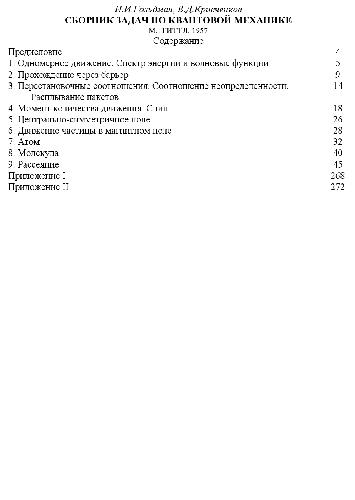 И.И.Гольдман, В.Д.Кривченков
СБОРНИК ЗАДАЧ ПО КВАНТОВОЙ МЕХАНИКЕ
М., ГИТТЛ, 1957
Содержание
Предисловие 4
1 Одномерное движение. Спектр энергии и волновые функции 5
2 Прохождение через барьер 9
3 Перестановочные соотношения. Соотношение неопределенности. 14
Расплывание пакетов
4 Момент количества движения. Спин 18
5 Центрально-симметричное поле 26
6 Движение частицы в магнитном поле 28
7 Атом 32
8 Молекула 40
9 Рассеяние 45
Приложение I 268
Приложение II 272